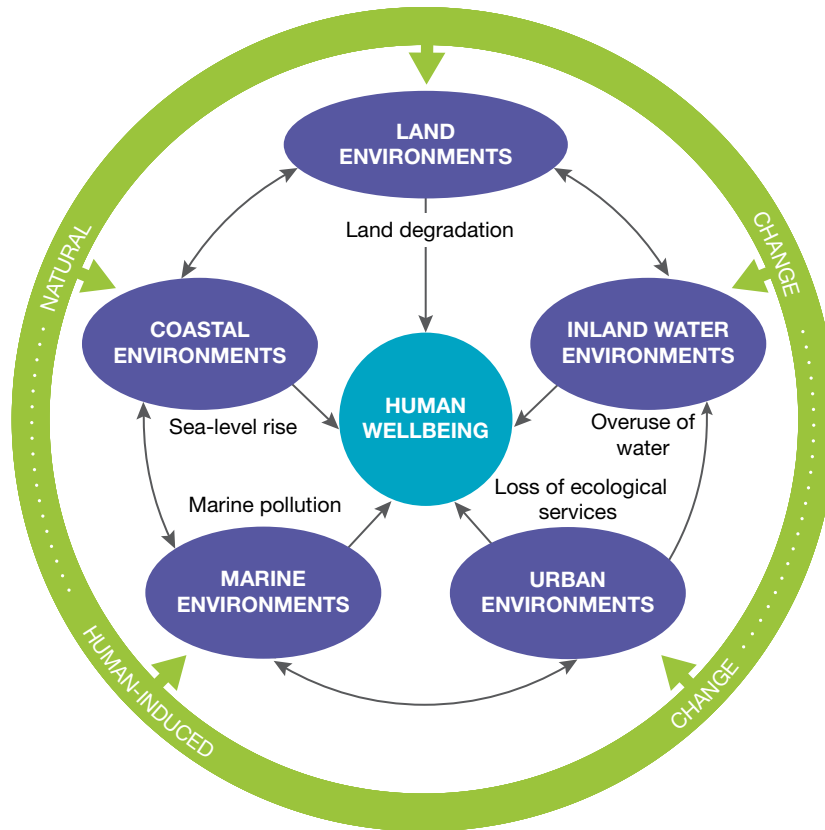 LAND
ENVIRONMENTS
Land degradation
NATURAL
CHANGE
COASTAL
ENVIRONMENTS
INLAND WATER
ENVIRONMENTS
HUMAN
WELLBEING
Sea-level rise
Overuse of
water
Marine pollution
Loss of ecological
services
MARINE
ENVIRONMENTS
URBAN
ENVIRONMENTS
HUMAN-INDUCED
CHANGE